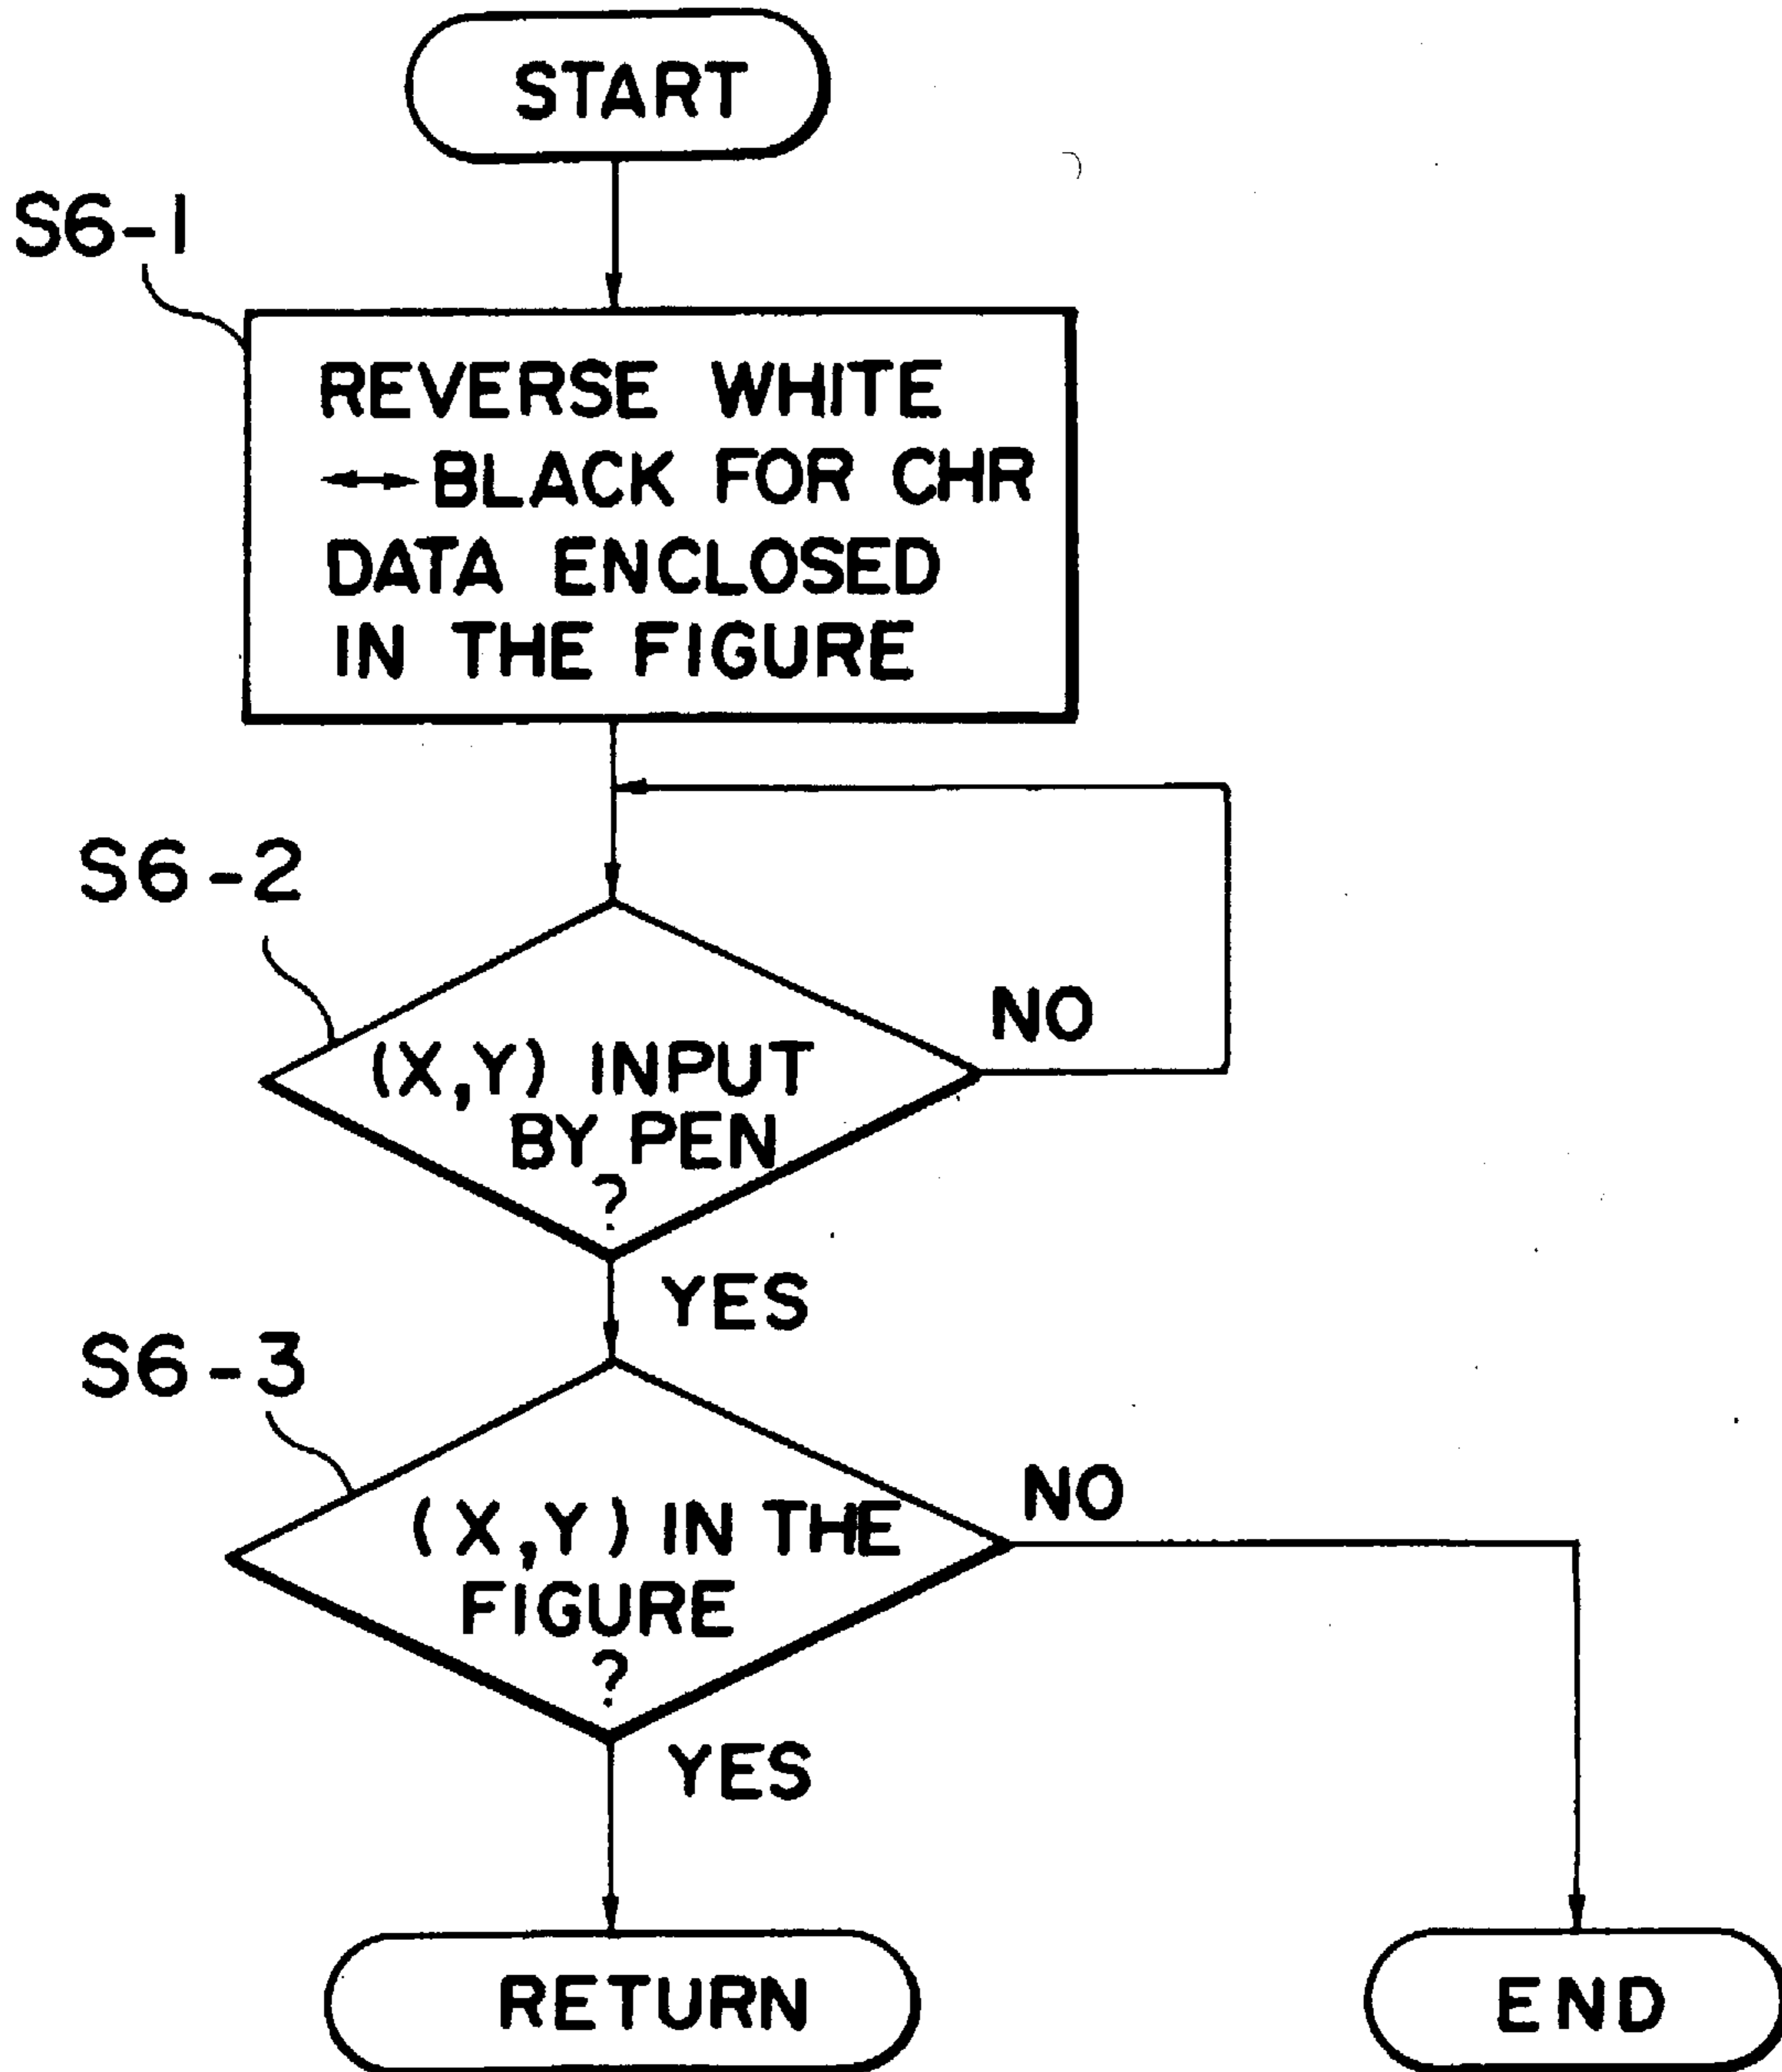 START
S6-1
REVERSE WHITE
↔ BLACK FOR CHR
DATA ENCLOSED
IN THE FIGURE
S6-2
NO
(X,Y) INPUT
BY PEN
?
YES
S6-3
NO
(X,Y) IN THE
FIGURE
?
YES
RETURN
END